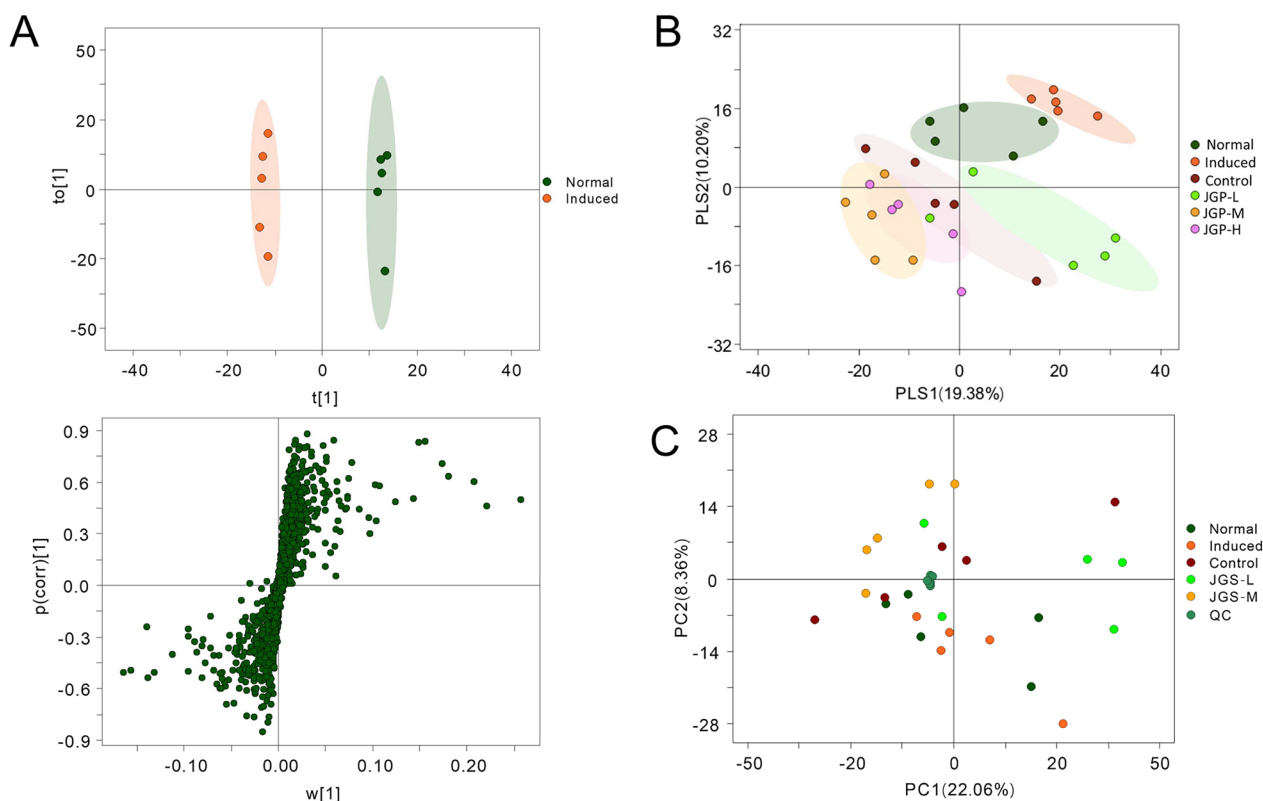 A
50
20
0
-20
-50
to[1]
-40
-20
0
20
40
t[1]
Normal
Induced
0.9
0.6
0.3
0.0
-0.3
-0.6
-0.9
p(corr)[1]
-0.10
0.00
0.10
0.20
w[1]
B
32
16
0
-16
-32
PLS2(10.20%)
-40
-20
0
20
40
PLS1(19.38%)
Normal
Induced
Control
JGP-L
JGP-M
JGP-H
C
28
14
0
-14
-28
PC2(8.36%)
-50
-20
0
20
50
PC1(22.06%)
Normal
Induced
Control
JGS-L
JGS-M
QC